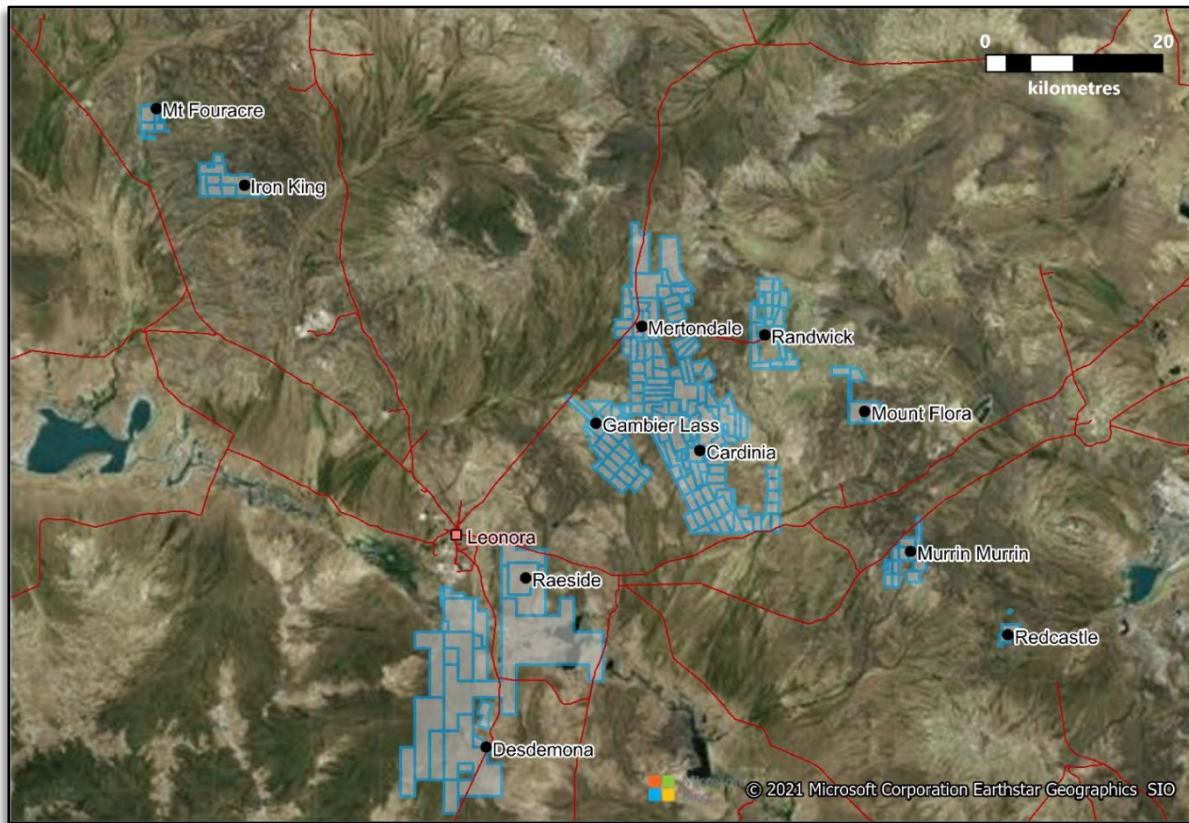 0 20
kilometres
Mt Fouracre
Iron King
Mertondale
Randwick
Mount Flora
Gambier Lass
Cardinia
Leonora
Murrin Murrin
Raeside
Redcastle
Desdemona
© 2021 Microsoft Corporation Earthstar Geographics SIO